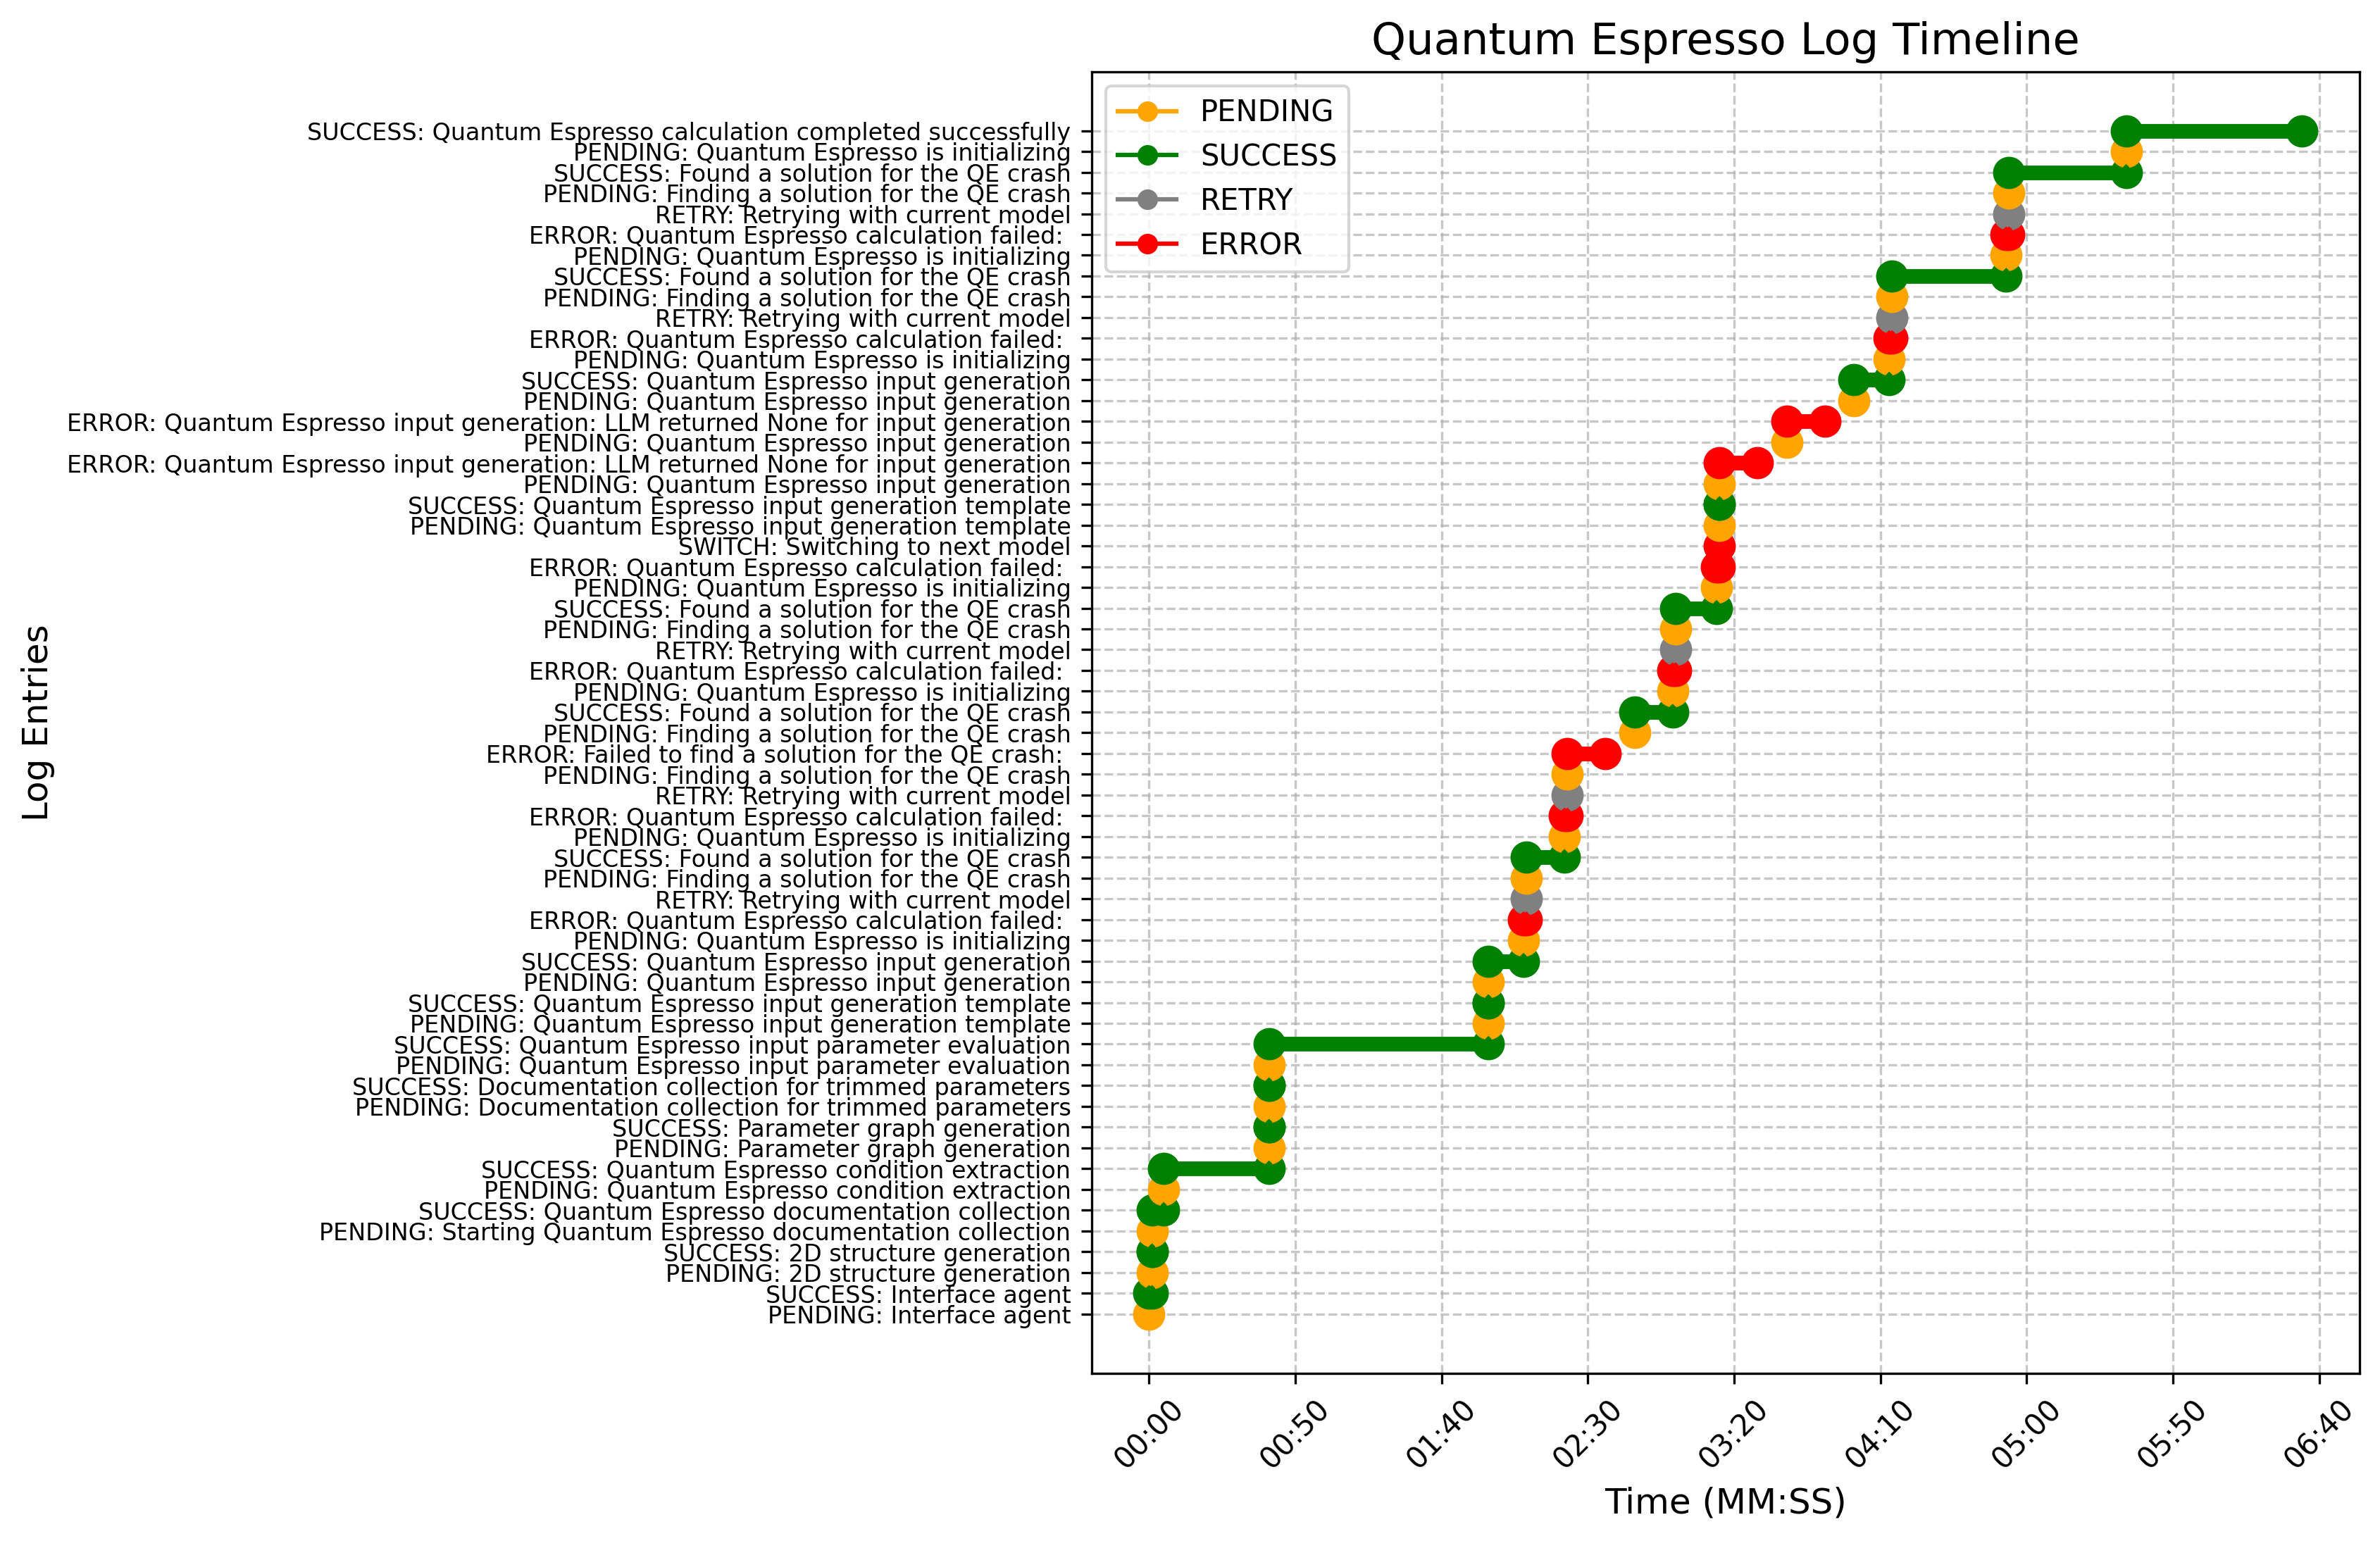 Quantum Espresso Log Timeline
PENDING
SUCCESS
RETRY
ERROR
SUCCESS: Quantum Espresso calculation completed successfully
PENDING: Quantum Espresso is initializing
SUCCESS: Found a solution for the QE crash
PENDING: Finding a solution for the QE crash
RETRY: Retrying with current model
ERROR: Quantum Espresso calculation failed:
PENDING: Quantum Espresso is initializing
SUCCESS: Found a solution for the QE crash
PENDING: Finding a solution for the QE crash
RETRY: Retrying with current model
ERROR: Quantum Espresso calculation failed:
PENDING: Quantum Espresso is initializing
SUCCESS: Quantum Espresso input generation
PENDING: Quantum Espresso input generation
ERROR: Quantum Espresso input generation: LLM returned None for input generation
PENDING: Quantum Espresso input generation
ERROR: Quantum Espresso input generation: LLM returned None for input generation
PENDING: Quantum Espresso input generation
SUCCESS: Quantum Espresso input generation template
PENDING: Quantum Espresso input generation template
SWITCH: Switching to next model
ERROR: Quantum Espresso calculation failed:
PENDING: Quantum Espresso is initializing
SUCCESS: Found a solution for the QE crash
PENDING: Finding a solution for the QE crash
RETRY: Retrying with current model
ERROR: Quantum Espresso calculation failed:
PENDING: Quantum Espresso is initializing
SUCCESS: Found a solution for the QE crash
PENDING: Finding a solution for the QE crash
ERROR: Failed to find a solution for the QE crash:
PENDING: Finding a solution for the QE crash
RETRY: Retrying with current model
ERROR: Quantum Espresso calculation failed:
PENDING: Quantum Espresso is initializing
SUCCESS: Found a solution for the QE crash
PENDING: Finding a solution for the QE crash
RETRY: Retrying with current model
ERROR: Quantum Espresso calculation failed:
PENDING: Quantum Espresso is initializing
SUCCESS: Quantum Espresso input generation
PENDING: Quantum Espresso input generation
SUCCESS: Quantum Espresso input generation template
PENDING: Quantum Espresso input generation template
SUCCESS: Quantum Espresso input parameter evaluation
PENDING: Quantum Espresso input parameter evaluation
SUCCESS: Documentation collection for trimmed parameters
PENDING: Documentation collection for trimmed parameters
SUCCESS: Parameter graph generation
PENDING: Parameter graph generation
SUCCESS: Quantum Espresso condition extraction
PENDING: Quantum Espresso condition extraction
SUCCESS: Quantum Espresso documentation collection
PENDING: Starting Quantum Espresso documentation collection
SUCCESS: 2D structure generation
PENDING: 2D structure generation
SUCCESS: Interface agent
PENDING: Interface agent
Log Entries
00:00
00:50
01:40
02:30
03:20
04:10
05:00
05:50
06:40
Time (MM:SS)